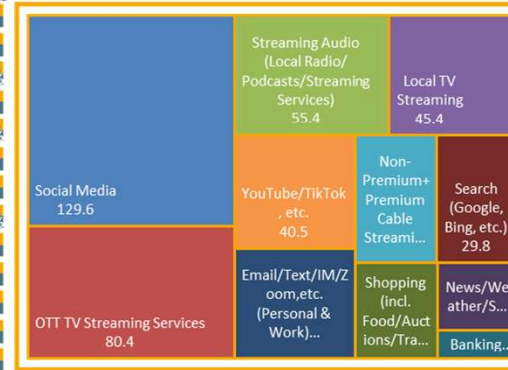 Social Media
129.6
OTT TV Streaming Services
80.4
Streaming Audio
(Local Radio/
Podcasts/Streaming
Services)
55.4
Local TV
Streaming
45.4
YouTube/TikTok
, etc.
40.5
Non-
Premium+
Premium
Cable
Streami...
Search
(Google,
Bing, etc.)
29.8
Email/Text/IM/Z
oom,etc.
(Personal &
Work)...
Shopping
(incl.
Food/Auct
ions/Tra...
News/We
ather/S...
Banking...